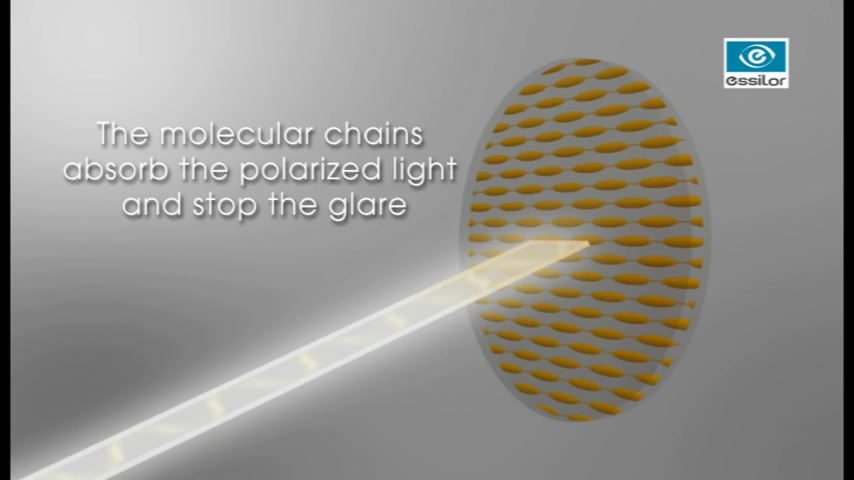 essilor
The molecular chains
absorb the polarized light
and stop the glare